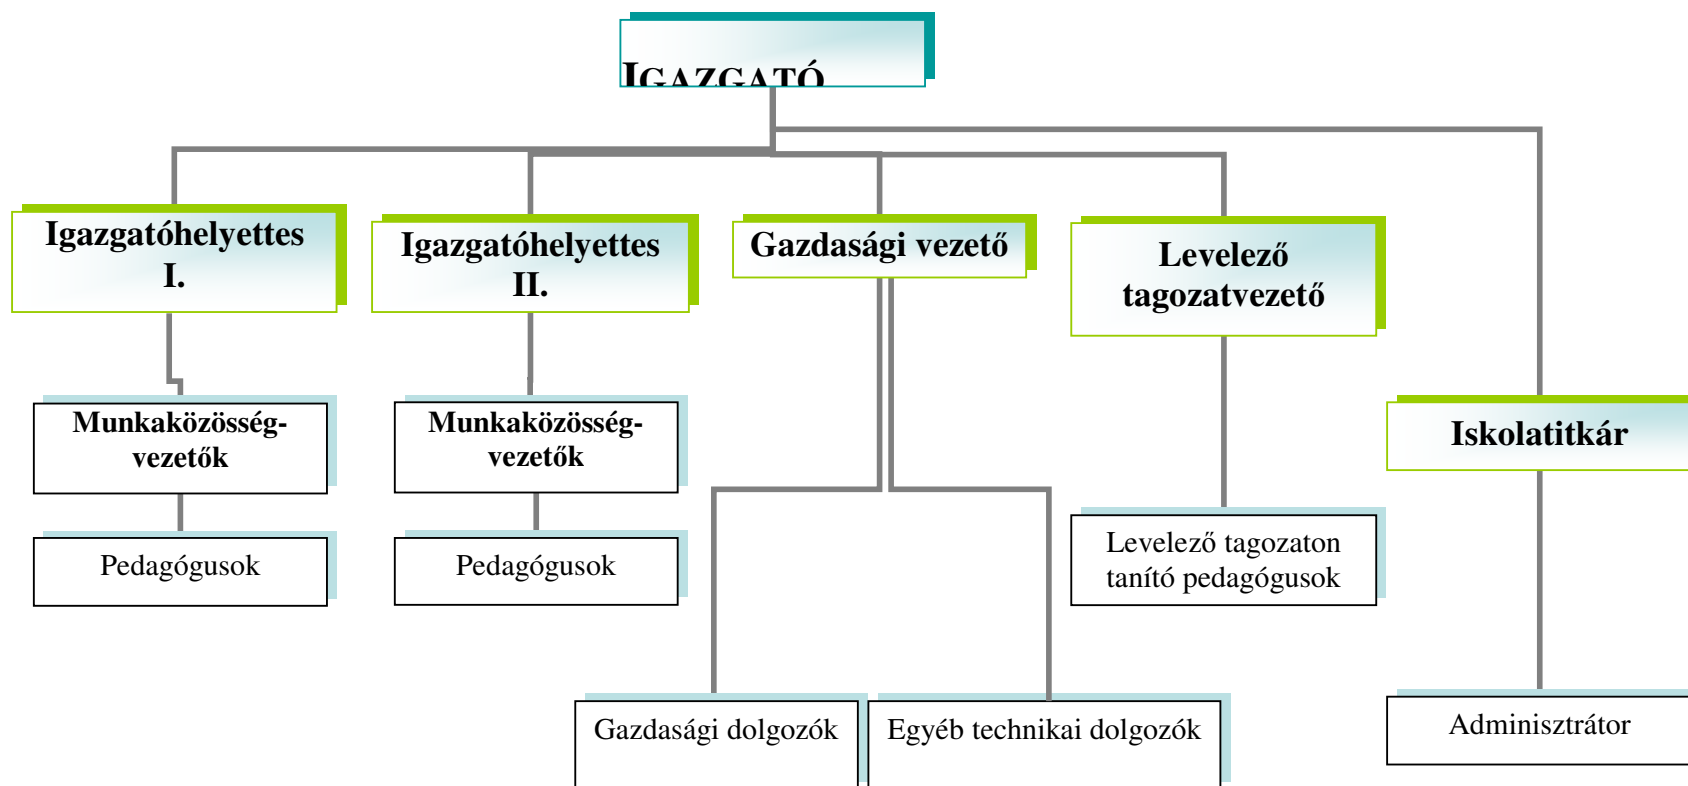 IGAZGATÓ
Igazgatóhelyettes
I.
Igazgatóhelyettes
II.
Gazdasági vezető
Levelező
tagozatvezető
Munkaközösség-
vezetők
Munkaközösség-
vezetők
Iskolatitkár
Pedagógusok
Pedagógusok
Levelező tagozaton
tanító pedagógusok
Gazdasági dolgozók
Egyéb technikai dolgozók
Adminisztrátor